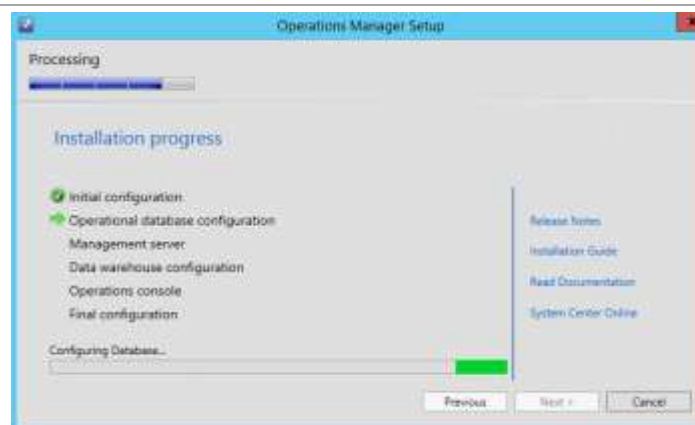 Operations Manager Setup
Processing
Installation progress
Initial configuration
Operational database configuration
Management server
Data warehouse configuration
Operations console
Final configuration
Release Notes
Installation Guide
Read Documentation
System Center Online
Configuring Database...
Previous
Next >
Cancel